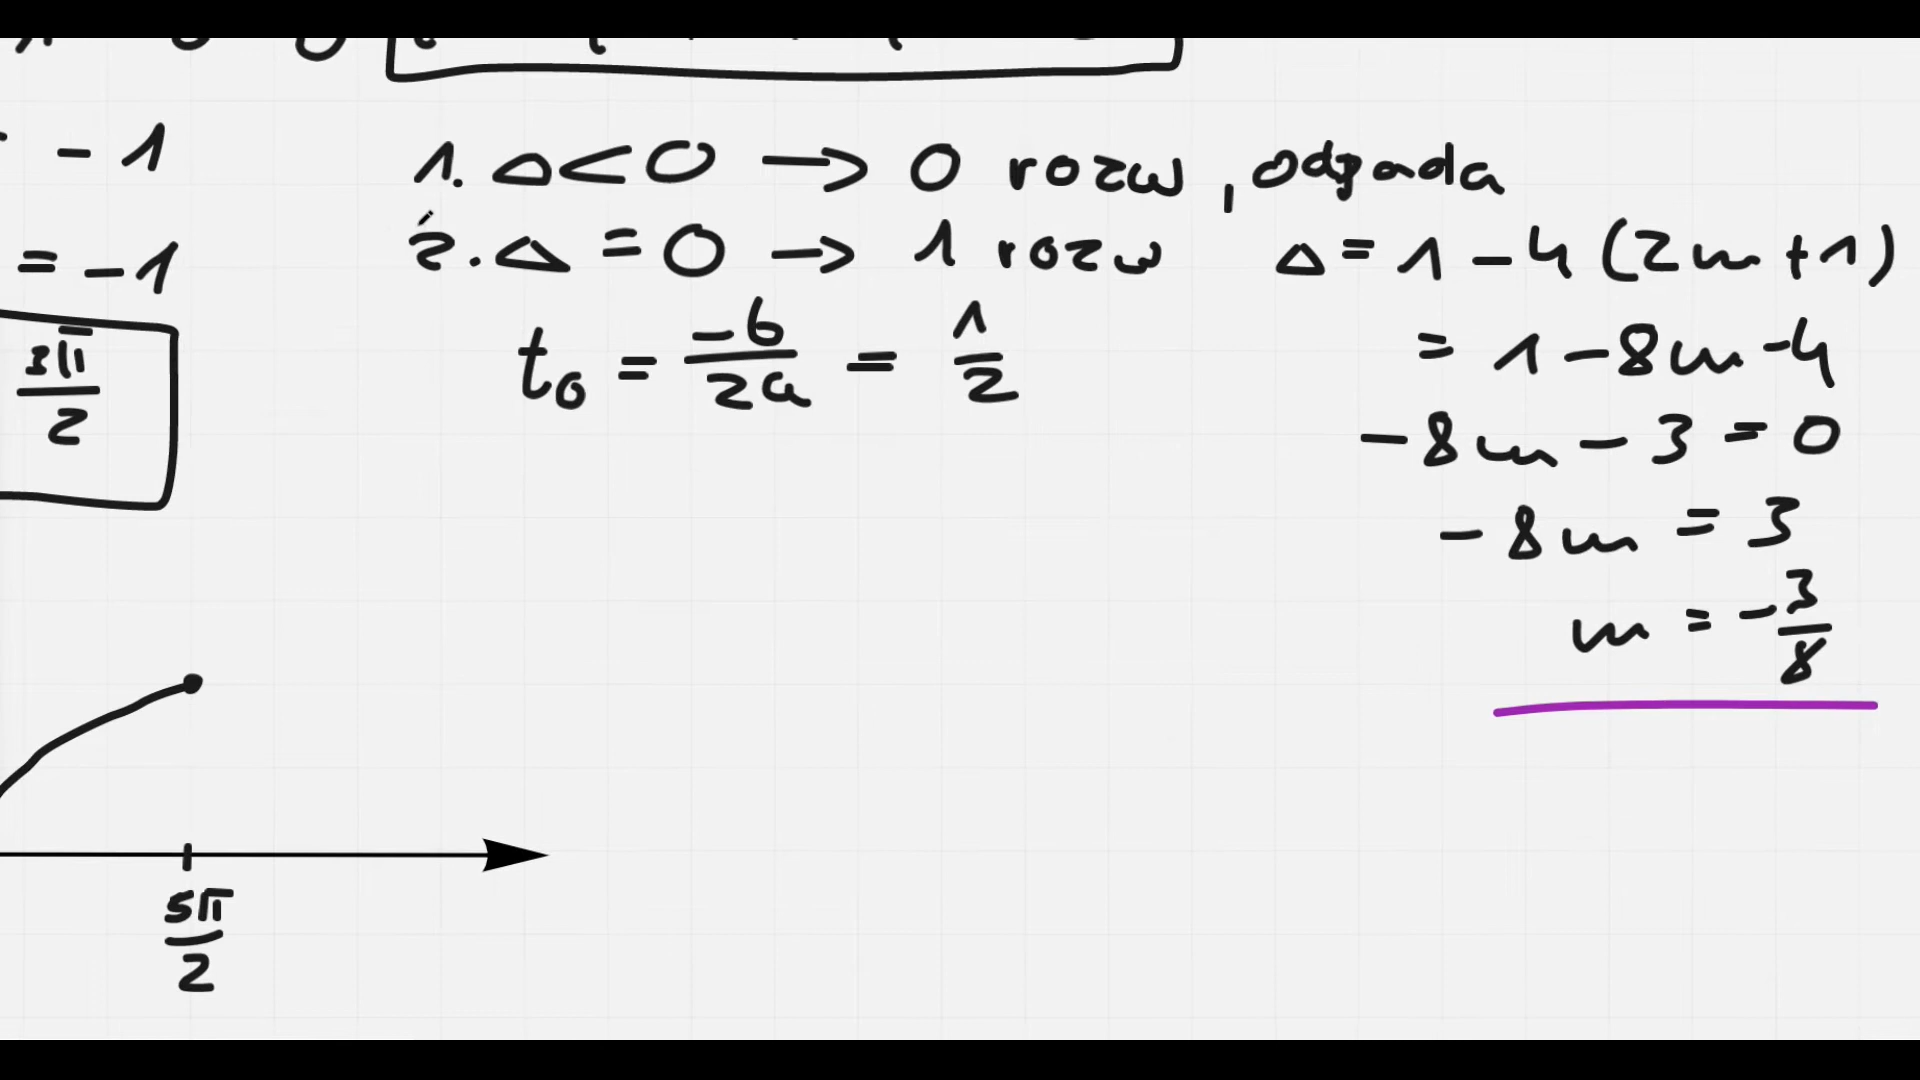 - 1
= -1
3π/2
1. Δ < 0 → 0 rozw, odpada
2. Δ = 0 → 1 rozw
t₀ = -b/2a = 1/2
Δ = 1 - 4(2m+1)
= 1 - 8m - 4
-8m - 3 = 0
-8m = 3
m = -3/8
5π/2